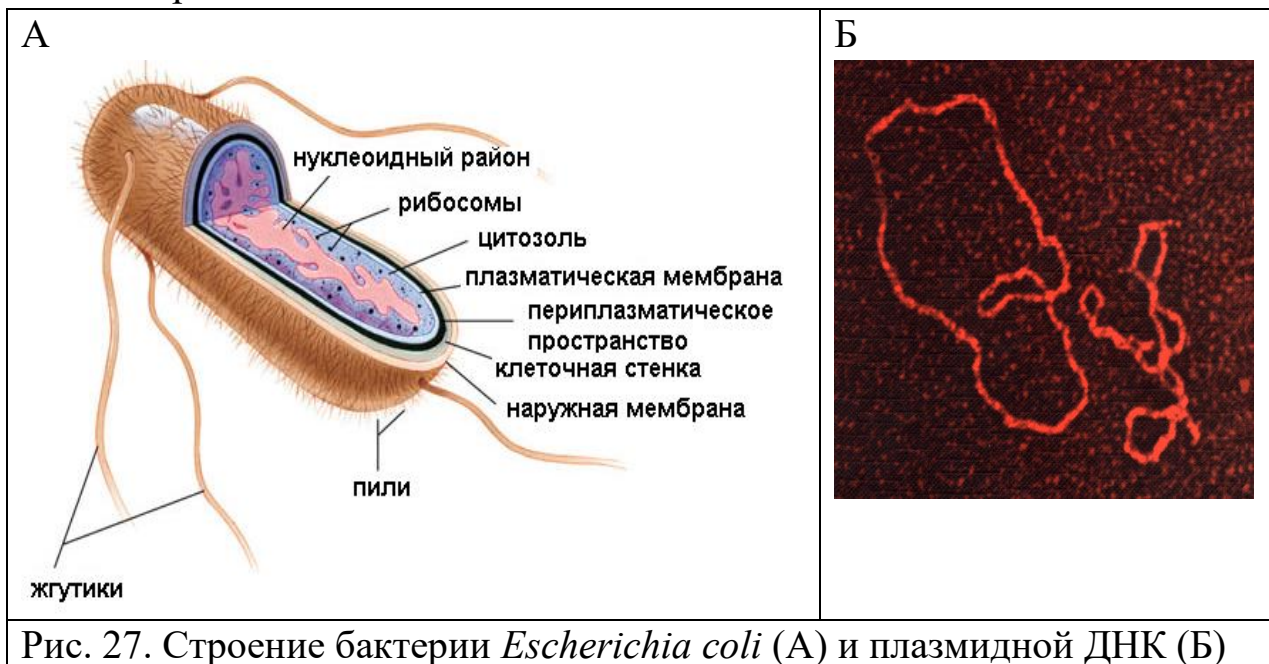 А
Б
нуклеоидный район
рибосомы
цитозоль
плазматическая мембрана
периплазматическое
пространство
клеточная стенка
наружная мембрана
пили
жгутики
Рис. 27. Строение бактерии Escherichia coli (А) и плазмидной ДНК (Б)